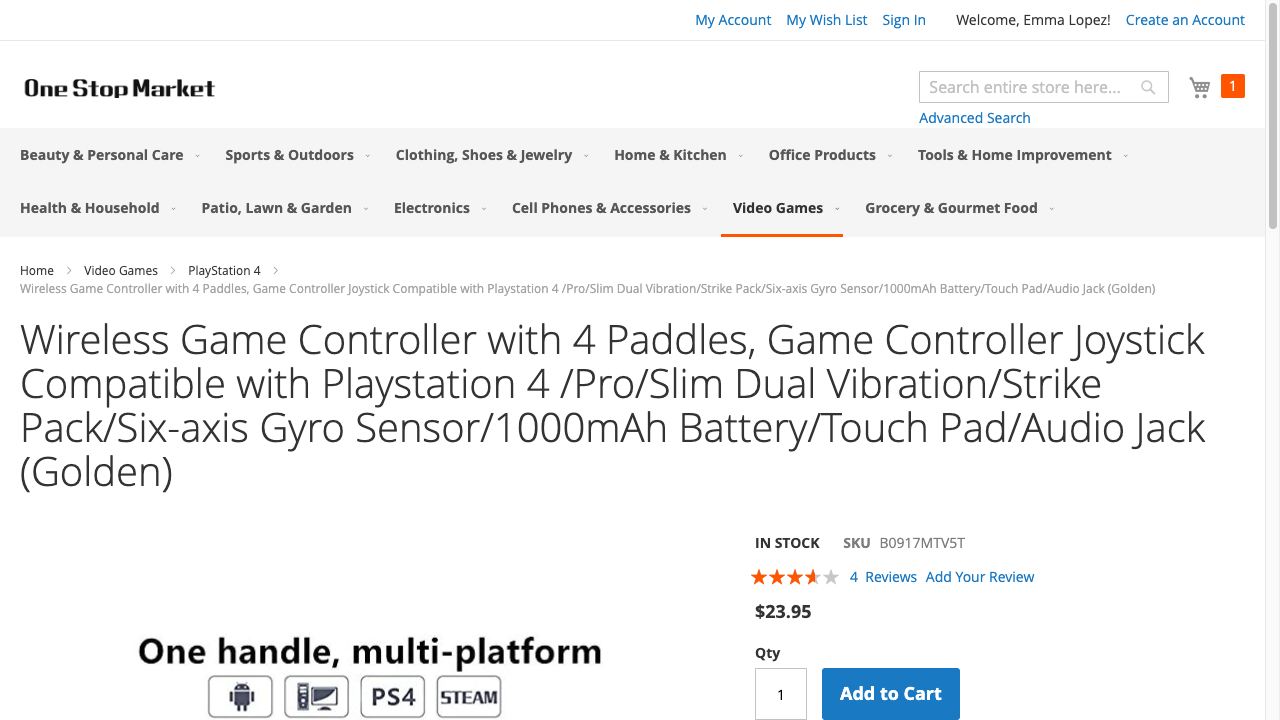 My Account My Wish List Sign In Welcome, Emma Lopez! Create an Account
One Stop Market
Search entire store here...
1
Advanced Search
Beauty & Personal Care Sports & Outdoors Clothing, Shoes & Jewelry Home & Kitchen Office Products Tools & Home Improvement
Health & Household Patio, Lawn & Garden Electronics Cell Phones & Accessories Video Games Grocery & Gourmet Food
Home Video Games PlayStation 4
Wireless Game Controller with 4 Paddles, Game Controller Joystick Compatible with Playstation 4 /Pro/Slim Dual Vibration/Strike Pack/Six-axis Gyro Sensor/1000mAh Battery/Touch Pad/Audio Jack (Golden)
Wireless Game Controller with 4 Paddles, Game Controller Joystick
Compatible with Playstation 4 /Pro/Slim Dual Vibration/Strike
Pack/Six-axis Gyro Sensor/1000mAh Battery/Touch Pad/Audio Jack
(Golden)
IN STOCK SKU B0917MTV5T
4 Reviews Add Your Review
$23.95
Qty
1 Add to Cart
One handle, multi-platform
PS4 STEAM